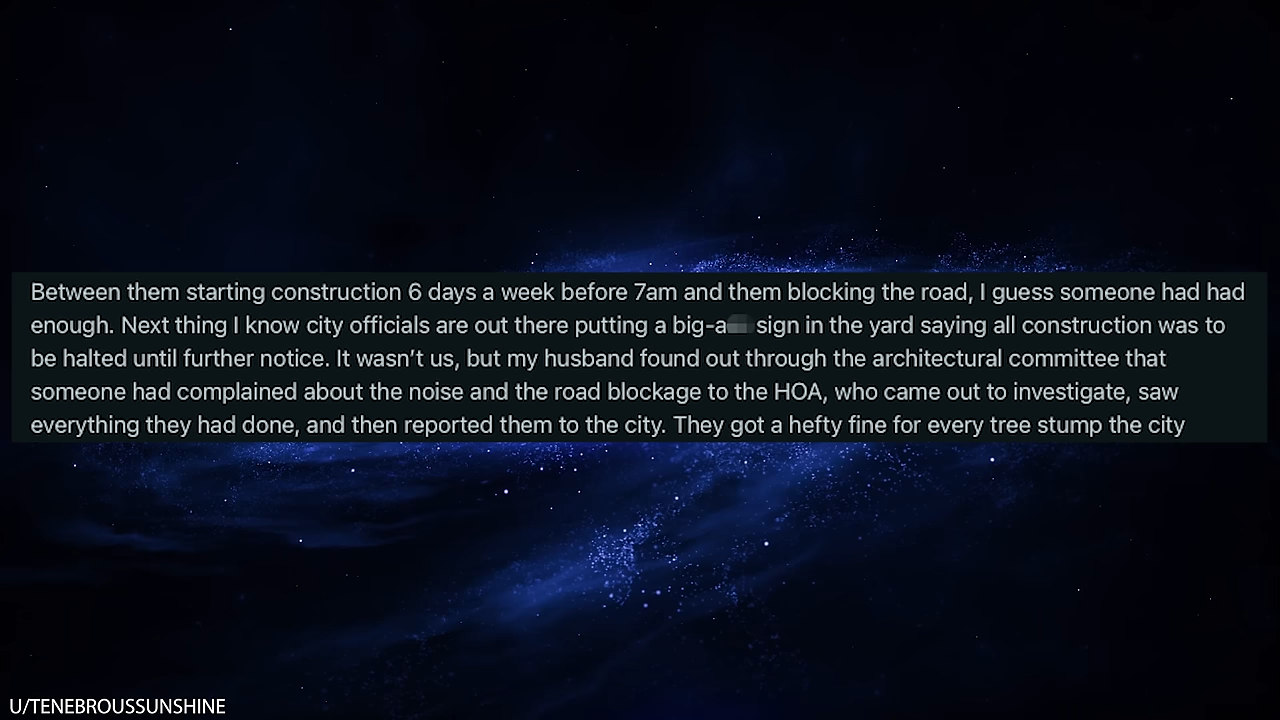 Between them starting construction 6 days a week before 7am and them blocking the road, I guess someone had had
enough. Next thing I know city officials are out there putting a big-a sign in the yard saying all construction was to
be halted until further notice. It wasn’t us, but my husband found out through the architectural committee that
someone had complained about the noise and the road blockage to the HOA, who came out to investigate, saw
everything they had done, and then reported them to the city. They got a hefty fine for every tree stump the city
U/TENEBROUSSUNSHINE